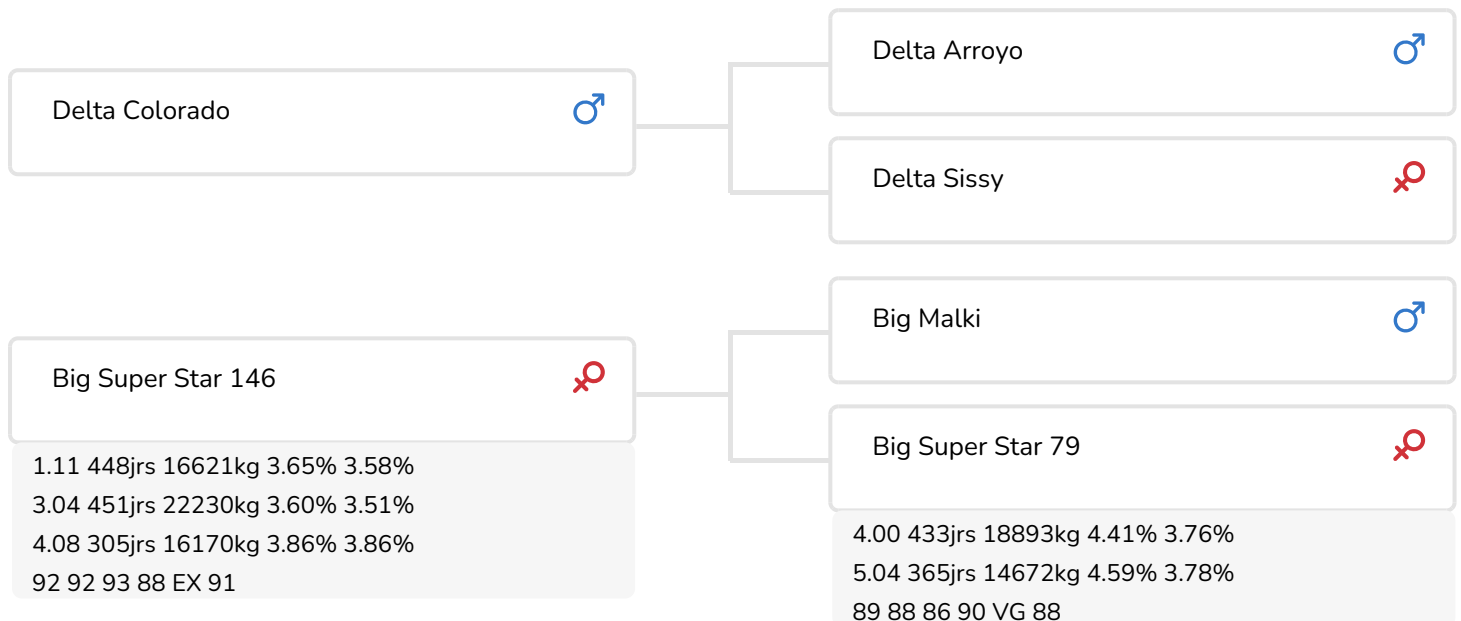 Delta Colorado
Delta Arroyo
Delta Sissy
Big Super Star 146
1.11 448jrs 16621kg 3.65% 3.58%
3.04 451jrs 22230kg 3.60% 3.51%
4.08 305jrs 16170kg 3.86% 3.86%
92 92 93 88 EX 91
Big Malki
Big Super Star 79
4.00 433jrs 18893kg 4.41% 3.76%
5.04 365jrs 14672kg 4.59% 3.78%
89 88 86 90 VG 88